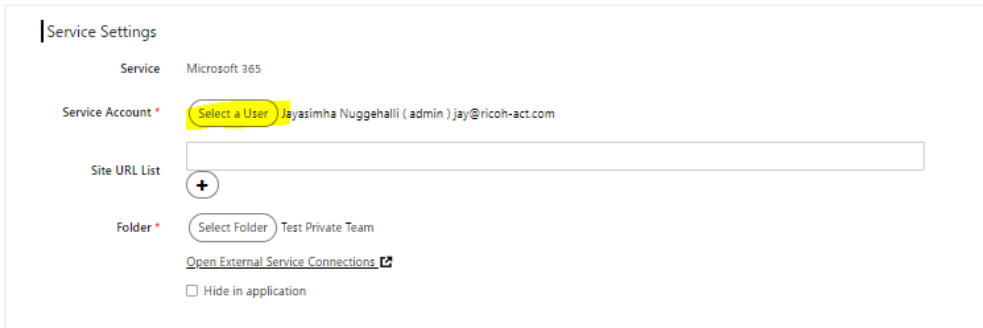 Service Settings
Service Microsoft 365
Service Account * Select a User Jayasimha Nuggehalli ( admin ) jay@ricoh-act.com
Site URL List
+
Folder * Select Folder Test Private Team
Open External Service Connections
Hide in application